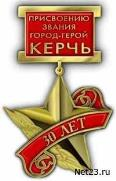 ПРИСВОЕНИЮ
ЗВАНИЯ
ГОРОД-ГЕРОЙ
КЕРЧЬ
30 ЛЕТ
Net23.ru